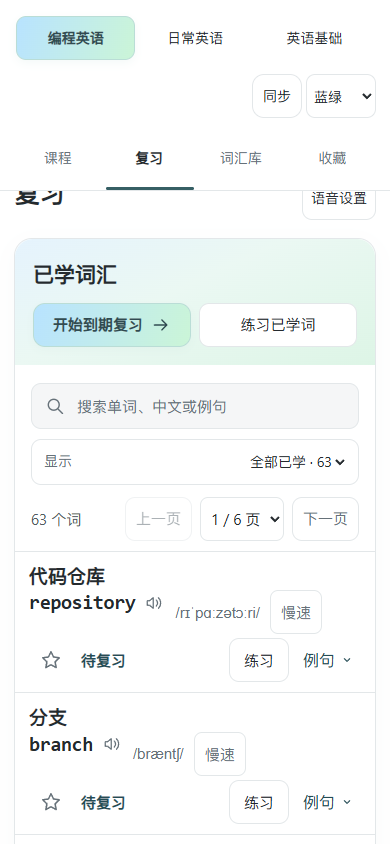 编程英语 日常英语 英语基础
同步 蓝绿
课程 复习 词汇库 收藏
复习 语音设置
已学词汇
开始到期复习 → 练习已学词
搜索单词、中文或例句
显示 全部已学 · 63
63 个词 上一页 1 / 6 页 下一页
代码仓库
repository /rɪˈpɑːzətɔːri/ 慢速
待复习 练习 例句
分支
branch /bræntʃ/ 慢速
待复习 练习 例句